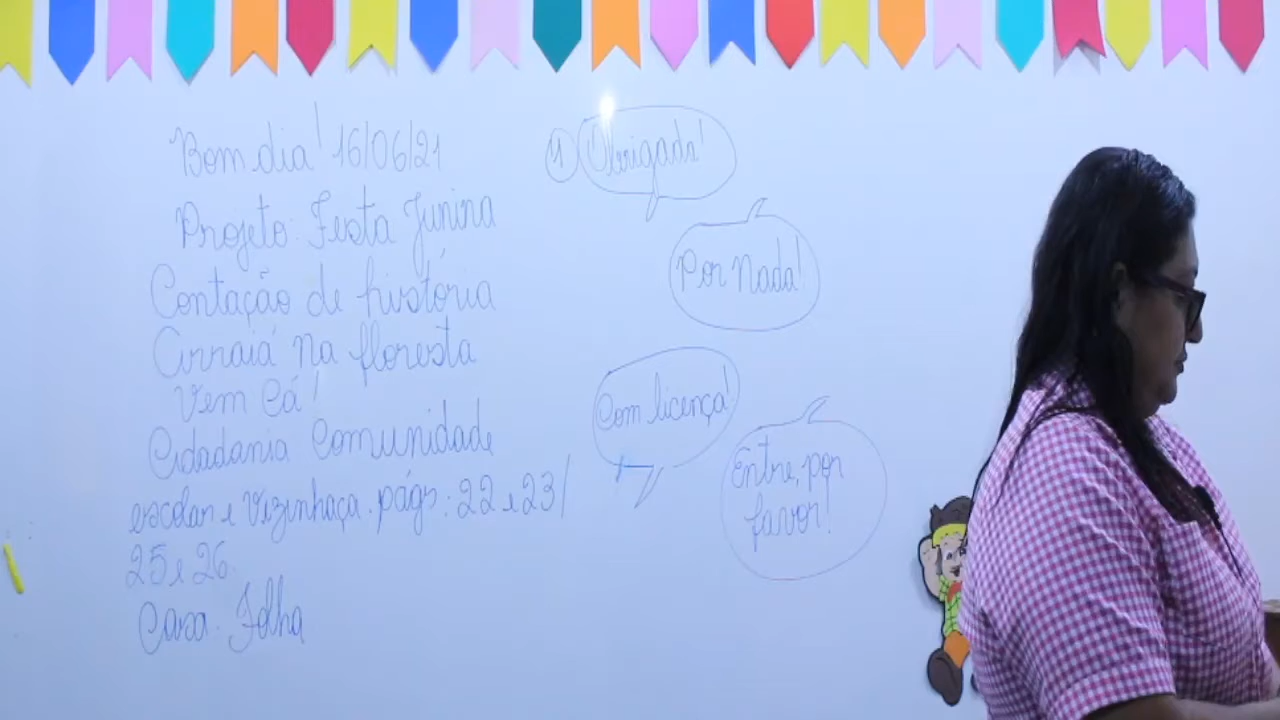 Bom dia! 16/06/21
Projeto: Festa Junina
Contação de história
Arraiá na floresta
Vem Cá!
Cidadania Comunidade
escolar e Vizinhaça. págs: 22 e 23/
25 e 26.
Casa. Folha
1 Obrigada!
Por Nada!
Com licença!
Entre, por
favor!